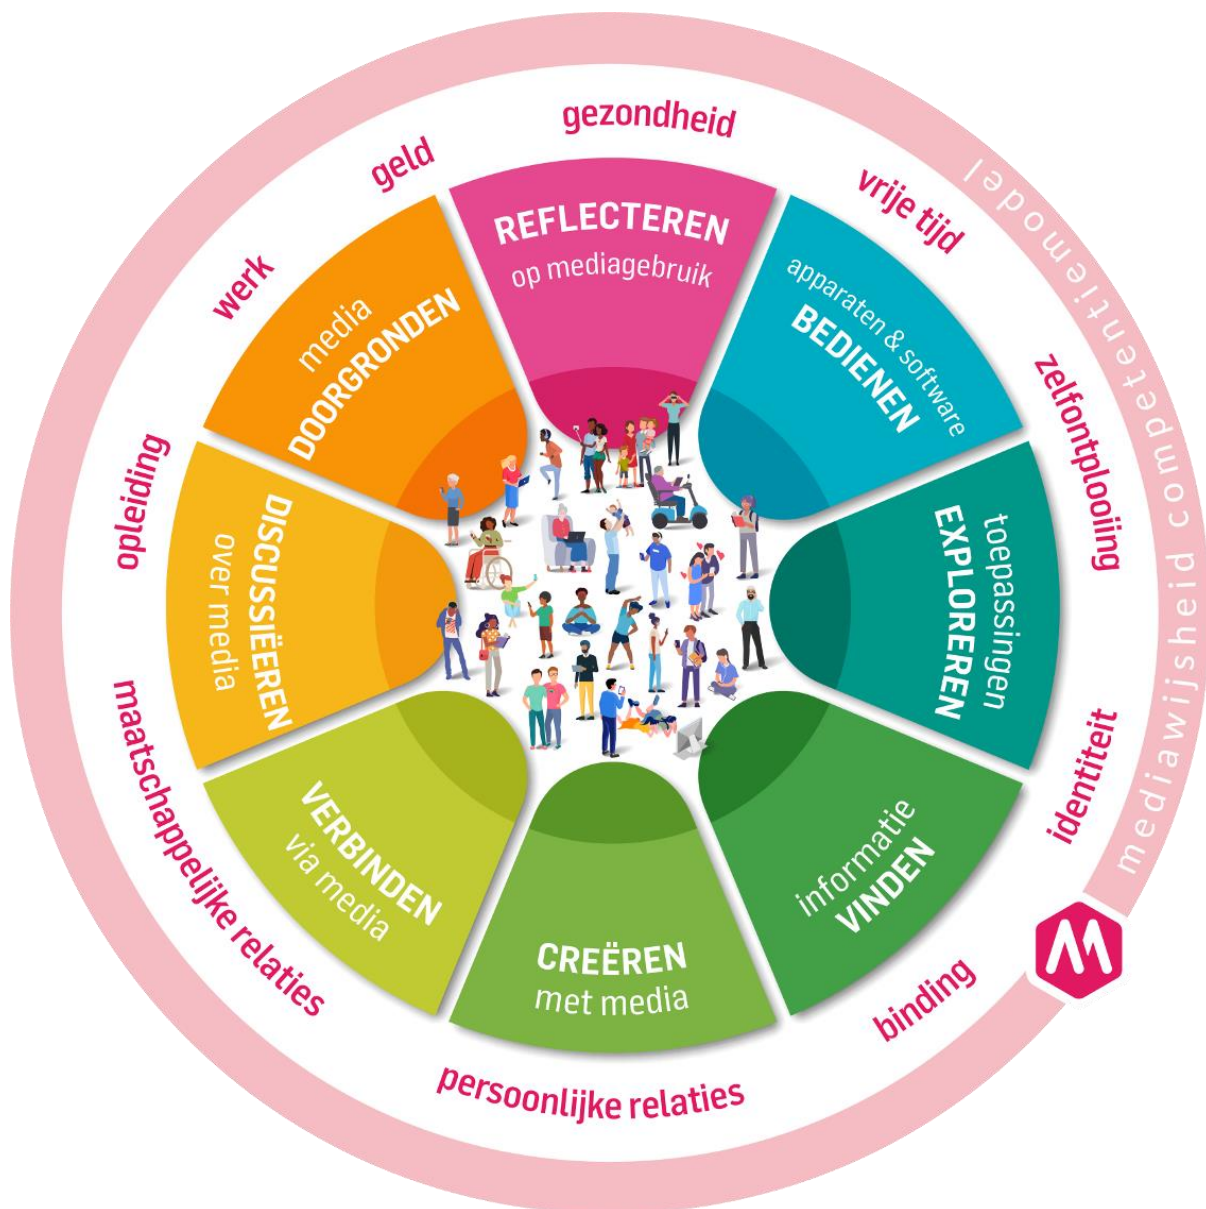 gezondheid
vrije tijd
zelfontplooiing
identiteit
binding
persoonlijke relaties
maatschappelijke relaties
opleiding
werk
geld
REFLECTEREN
op mediagebruik
apparaten & software
BEDIENEN
toepassingen
EXPLOREREN
informatie
VINDEN
CREËREN
met media
VERBINDEN
via media
DISCUSSIËEREN
over media
media
DOORGRONDEN
mediawijsheid competentiemodel